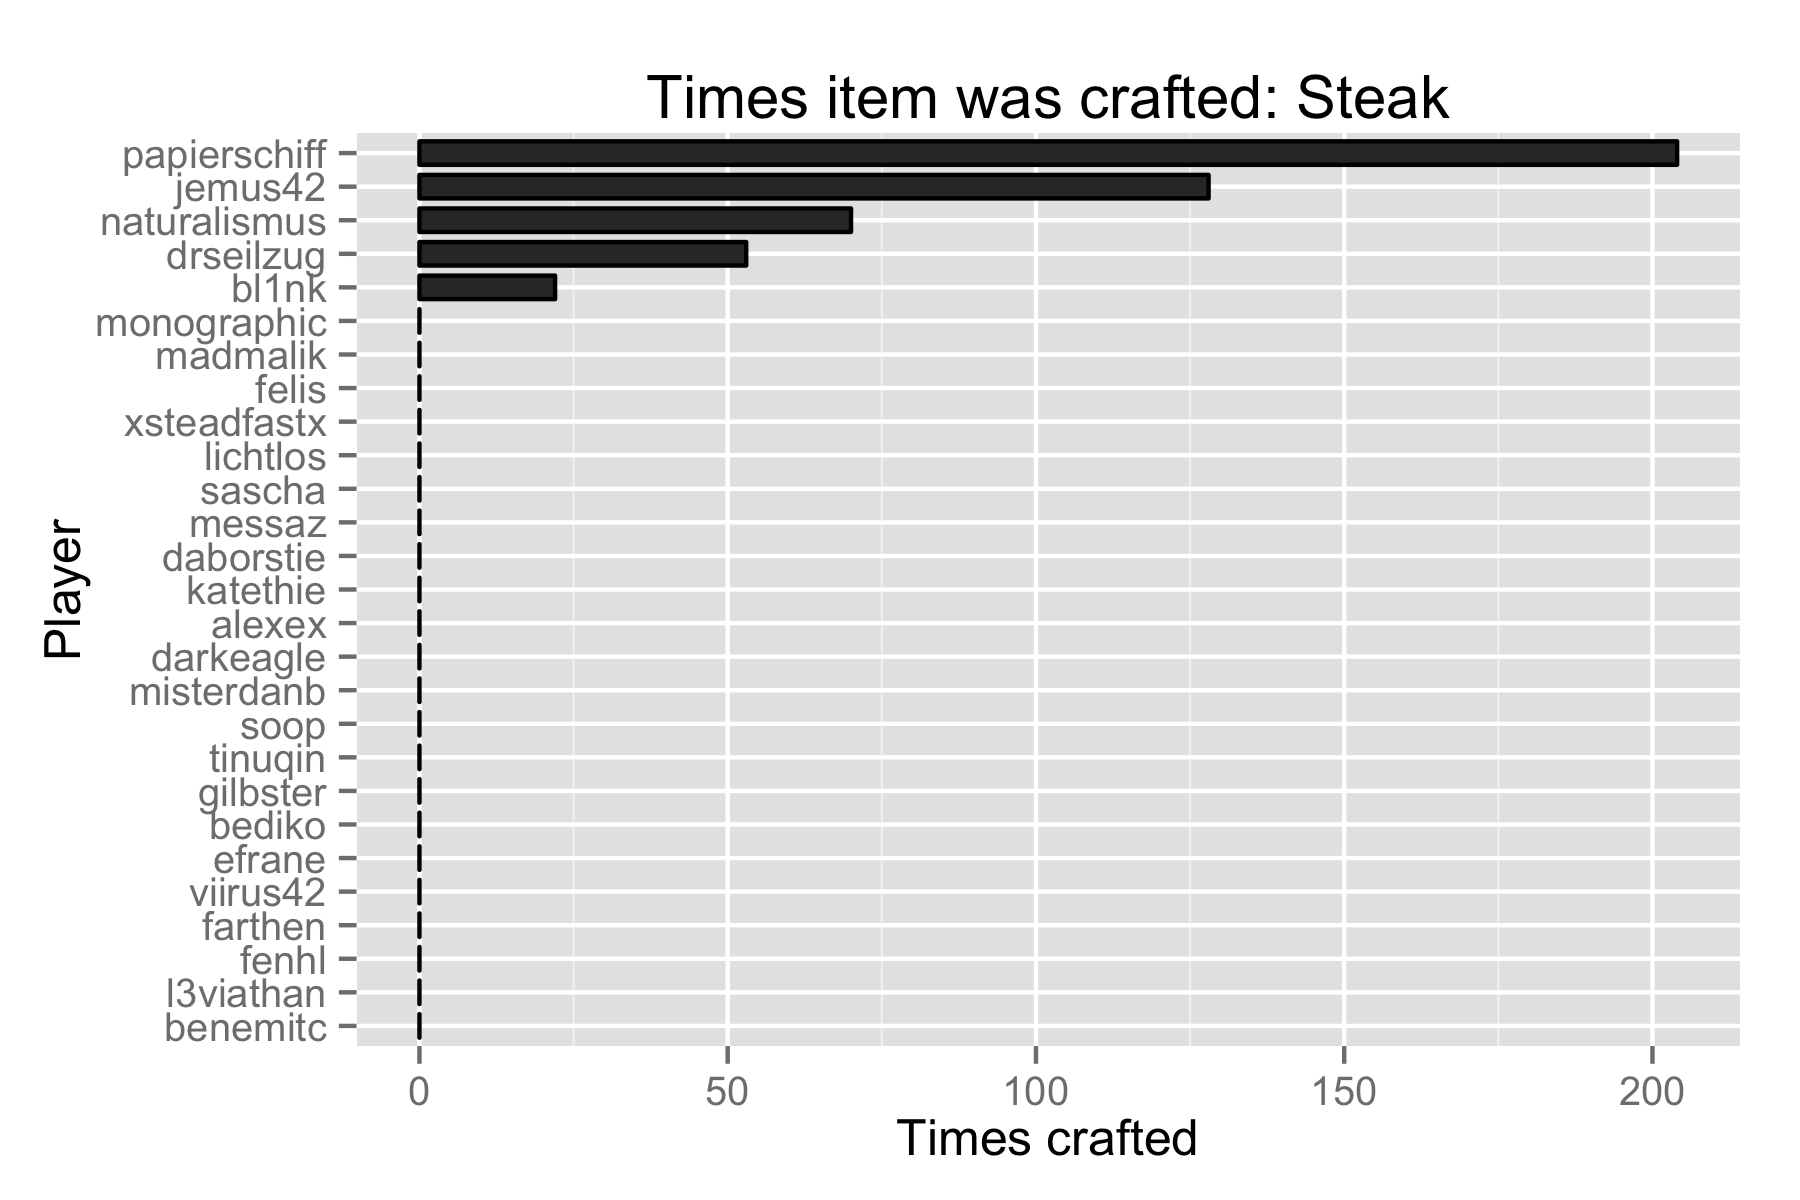 Times item was crafted: Steak
papierschiff
jemus42
naturalismus
drseilzug
bl1nk
monographic
madmalik
felis
xsteadfastx
lichtlos
sascha
messaz
daborstie
katethie
alexex
darkeagle
misterdanb
soop
tinuqin
gilbster
bediko
efrane
viirus42
farthen
fenhl
l3viathan
benemitc
Player
0 50 100 150 200
Times crafted